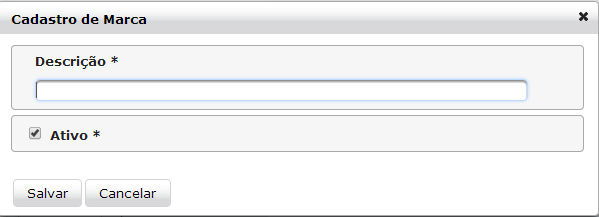 Cadastro de Marca
Descrição *
Ativo *
Salvar Cancelar